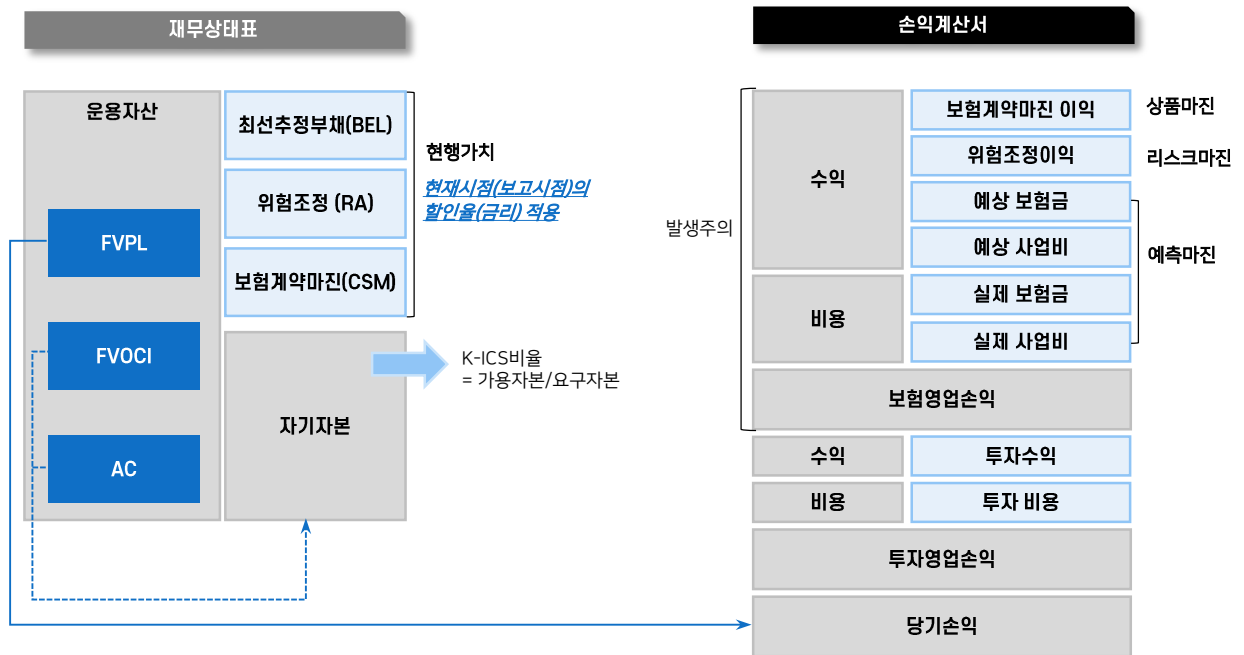 재무상태표
운용자산
FVPL
FVOCI
AC
최선추정부채(BEL)
위험조정 (RA)
보험계약마진(CSM)
자기자본
현행가치
현재시점(보고시점)의
할인율(금리) 적용
K-ICS비율
= 가용자본/요구자본
손익계산서
발생주의
수익
보험계약마진 이익
상품마진
위험조정이익
리스크마진
예상 보험금
예상 사업비
예측마진
비용
실제 보험금
실제 사업비
보험영업손익
수익
투자수익
비용
투자 비용
투자영업손익
당기손익